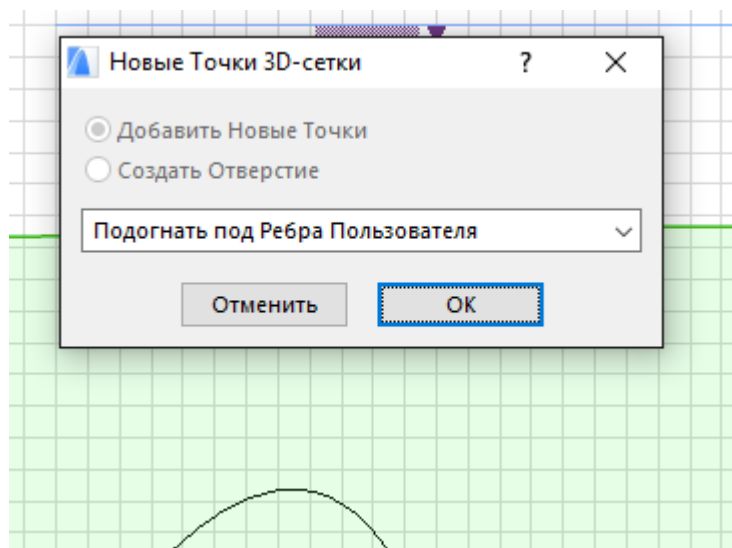 Новые Точки 3D-сетки ?
Добавить Новые Точки
Создать Отверстие
Подогнать под Ребра Пользователя
Отменить OK